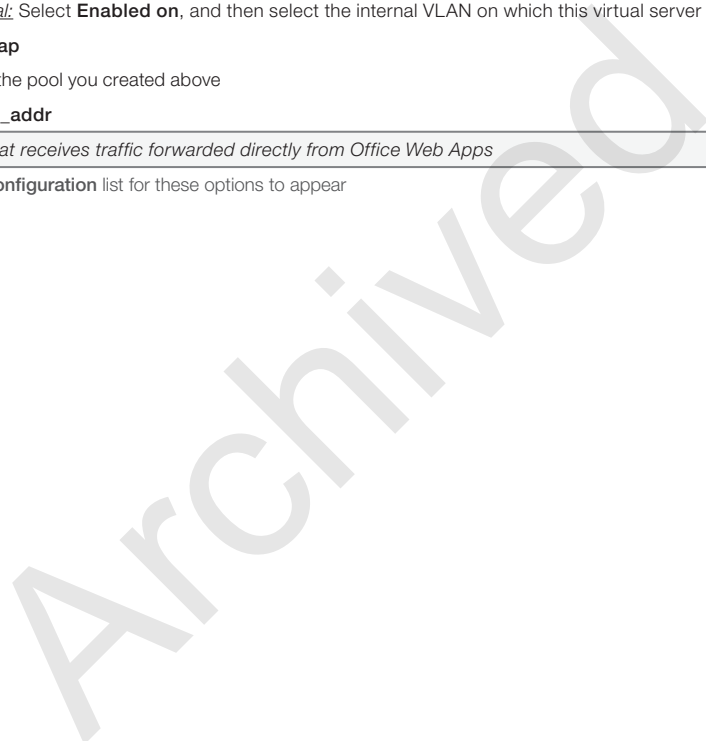 al: Select Enabled on, and then select the internal VLAN on which this virtual server
ap
the pool you created above
_addr
at receives traffic forwarded directly from Office Web Apps
onfiguration list for these options to appear
Archived